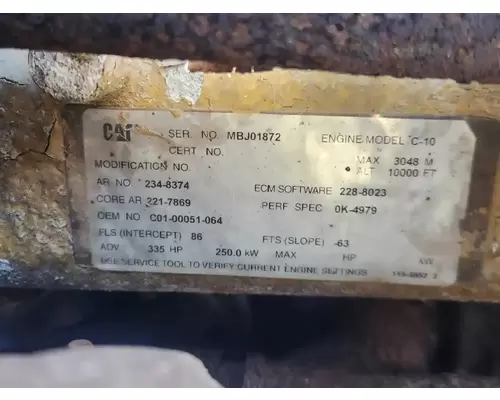 CAT SER. NO. MBJ01872 ENGINE MODEL C-10
CERT NO. MAX 3048 M
MODIFICATION NO. ALT 10000 FT
AR NO 234-8374 ECM SOFTWARE 228-8023
CORE AR 221-7869 PERF SPEC 0K-4979
OEM NO C01-00051-064
FLS (INTERCEPT) 86 FTS (SLOPE) -63
ADV 335 HP 250.0 kW MAX HP
USE SERVICE TOOL TO VERIFY CURRENT ENGINE SETTINGS